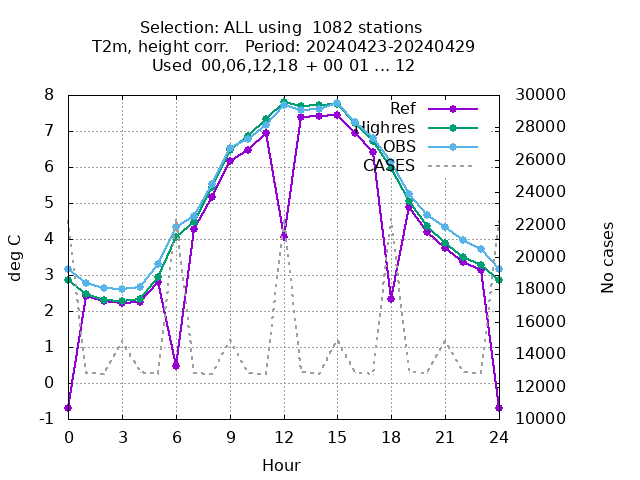 Selection: ALL using 1082 stations
T2m, height corr. Period: 20240423-20240429
Used 00,06,12,18 + 00 01 ... 12
8
7
6
5
4
3
2
1
0
-1
30000
28000
26000
24000
22000
20000
18000
16000
14000
12000
10000
Ref
Highres
OBS
CASES
deg C
No cases
0 3 6 9 12 15 18 21 24
Hour